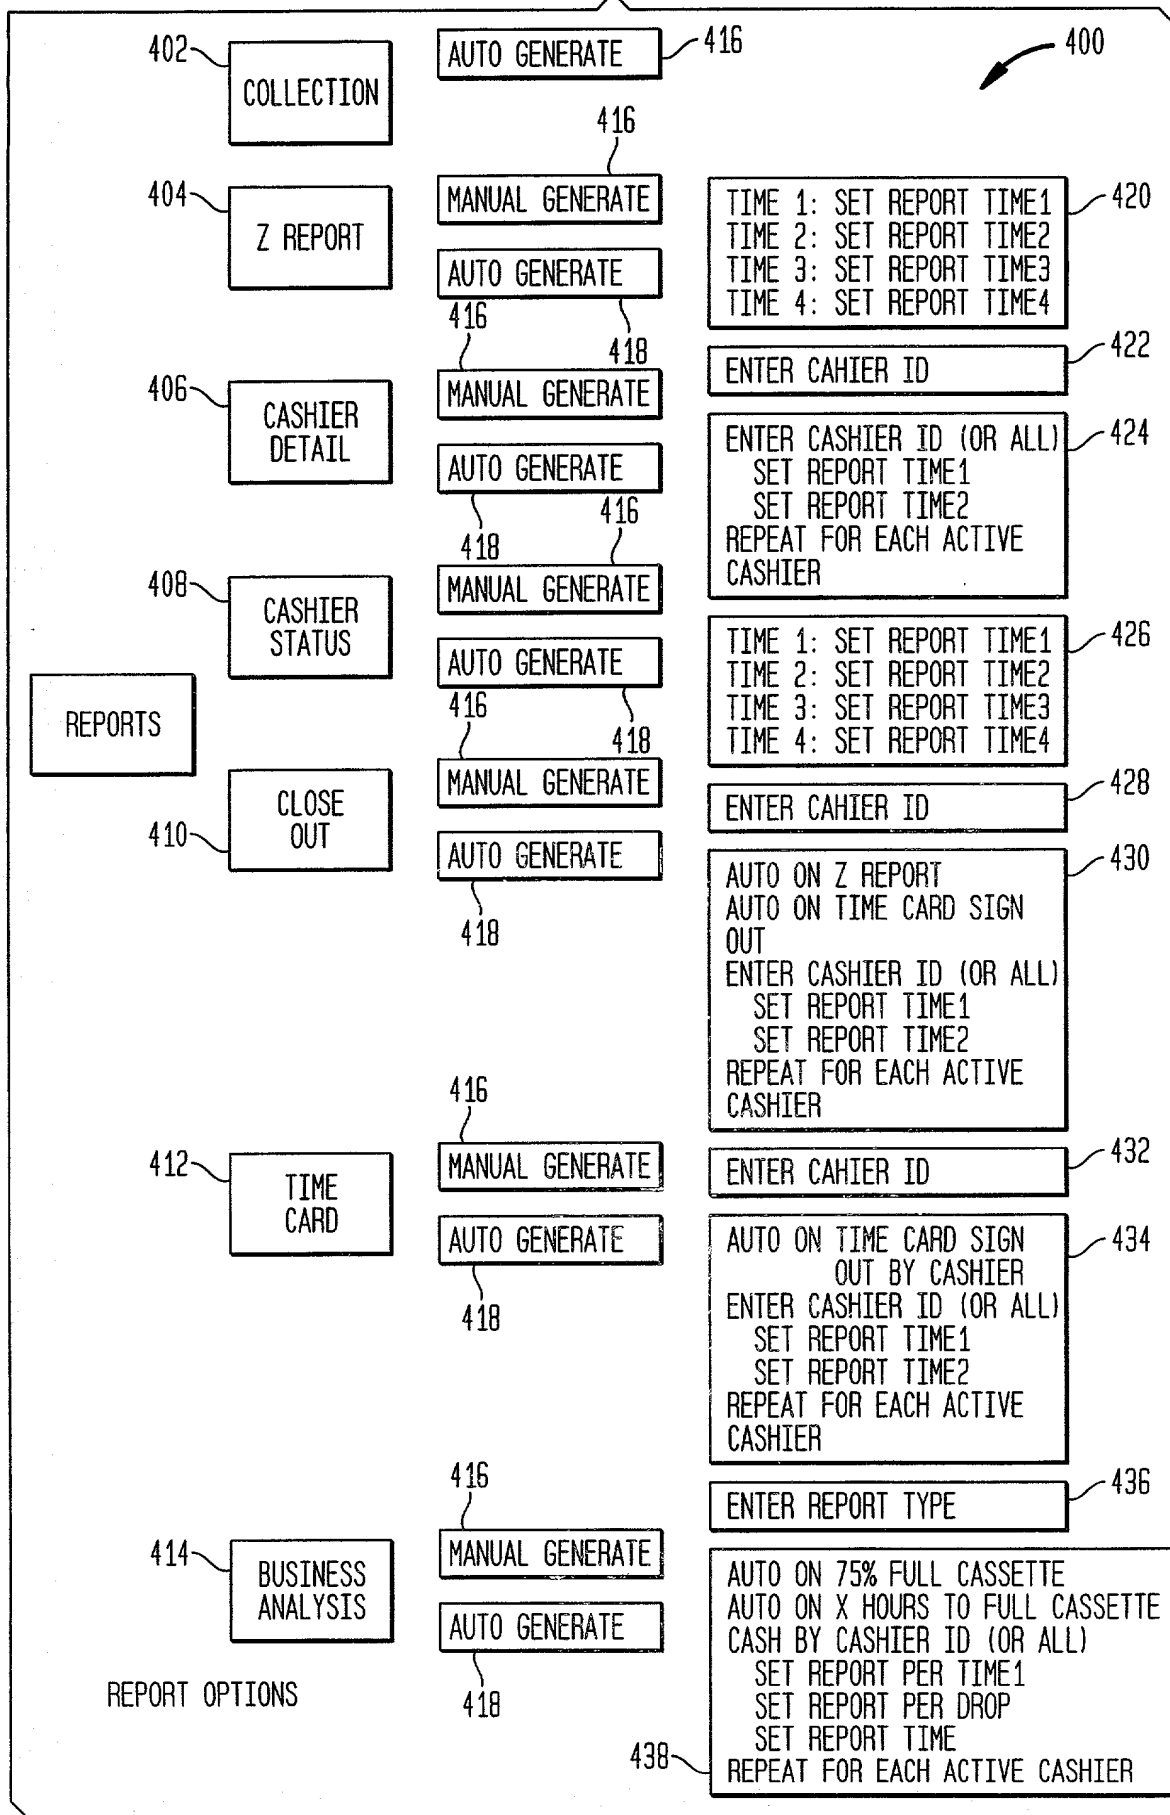 402
COLLECTION
AUTO GENERATE
416
400
404
Z REPORT
416
MANUAL GENERATE
AUTO GENERATE
418
TIME 1: SET REPORT TIME1
TIME 2: SET REPORT TIME2
TIME 3: SET REPORT TIME3
TIME 4: SET REPORT TIME4
420
406
CASHIER
DETAIL
416
MANUAL GENERATE
AUTO GENERATE
418
ENTER CAHIER ID
422
ENTER CASHIER ID (OR ALL)
SET REPORT TIME1
SET REPORT TIME2
REPEAT FOR EACH ACTIVE
CASHIER
424
408
CASHIER
STATUS
416
MANUAL GENERATE
AUTO GENERATE
418
TIME 1: SET REPORT TIME1
TIME 2: SET REPORT TIME2
TIME 3: SET REPORT TIME3
TIME 4: SET REPORT TIME4
426
REPORTS
410
CLOSE
OUT
416
MANUAL GENERATE
AUTO GENERATE
418
ENTER CAHIER ID
428
AUTO ON Z REPORT
AUTO ON TIME CARD SIGN
OUT
ENTER CASHIER ID (OR ALL)
SET REPORT TIME1
SET REPORT TIME2
REPEAT FOR EACH ACTIVE
CASHIER
430
412
TIME
CARD
416
MANUAL GENERATE
AUTO GENERATE
418
ENTER CAHIER ID
432
AUTO ON TIME CARD SIGN
OUT BY CASHIER
ENTER CASHIER ID (OR ALL)
SET REPORT TIME1
SET REPORT TIME2
REPEAT FOR EACH ACTIVE
CASHIER
434
414
BUSINESS
ANALYSIS
416
MANUAL GENERATE
AUTO GENERATE
418
ENTER REPORT TYPE
436
AUTO ON 75% FULL CASSETTE
AUTO ON X HOURS TO FULL CASSETTE
CASH BY CASHIER ID (OR ALL)
SET REPORT PER TIME1
SET REPORT PER DROP
SET REPORT TIME
REPEAT FOR EACH ACTIVE CASHIER
438
REPORT OPTIONS